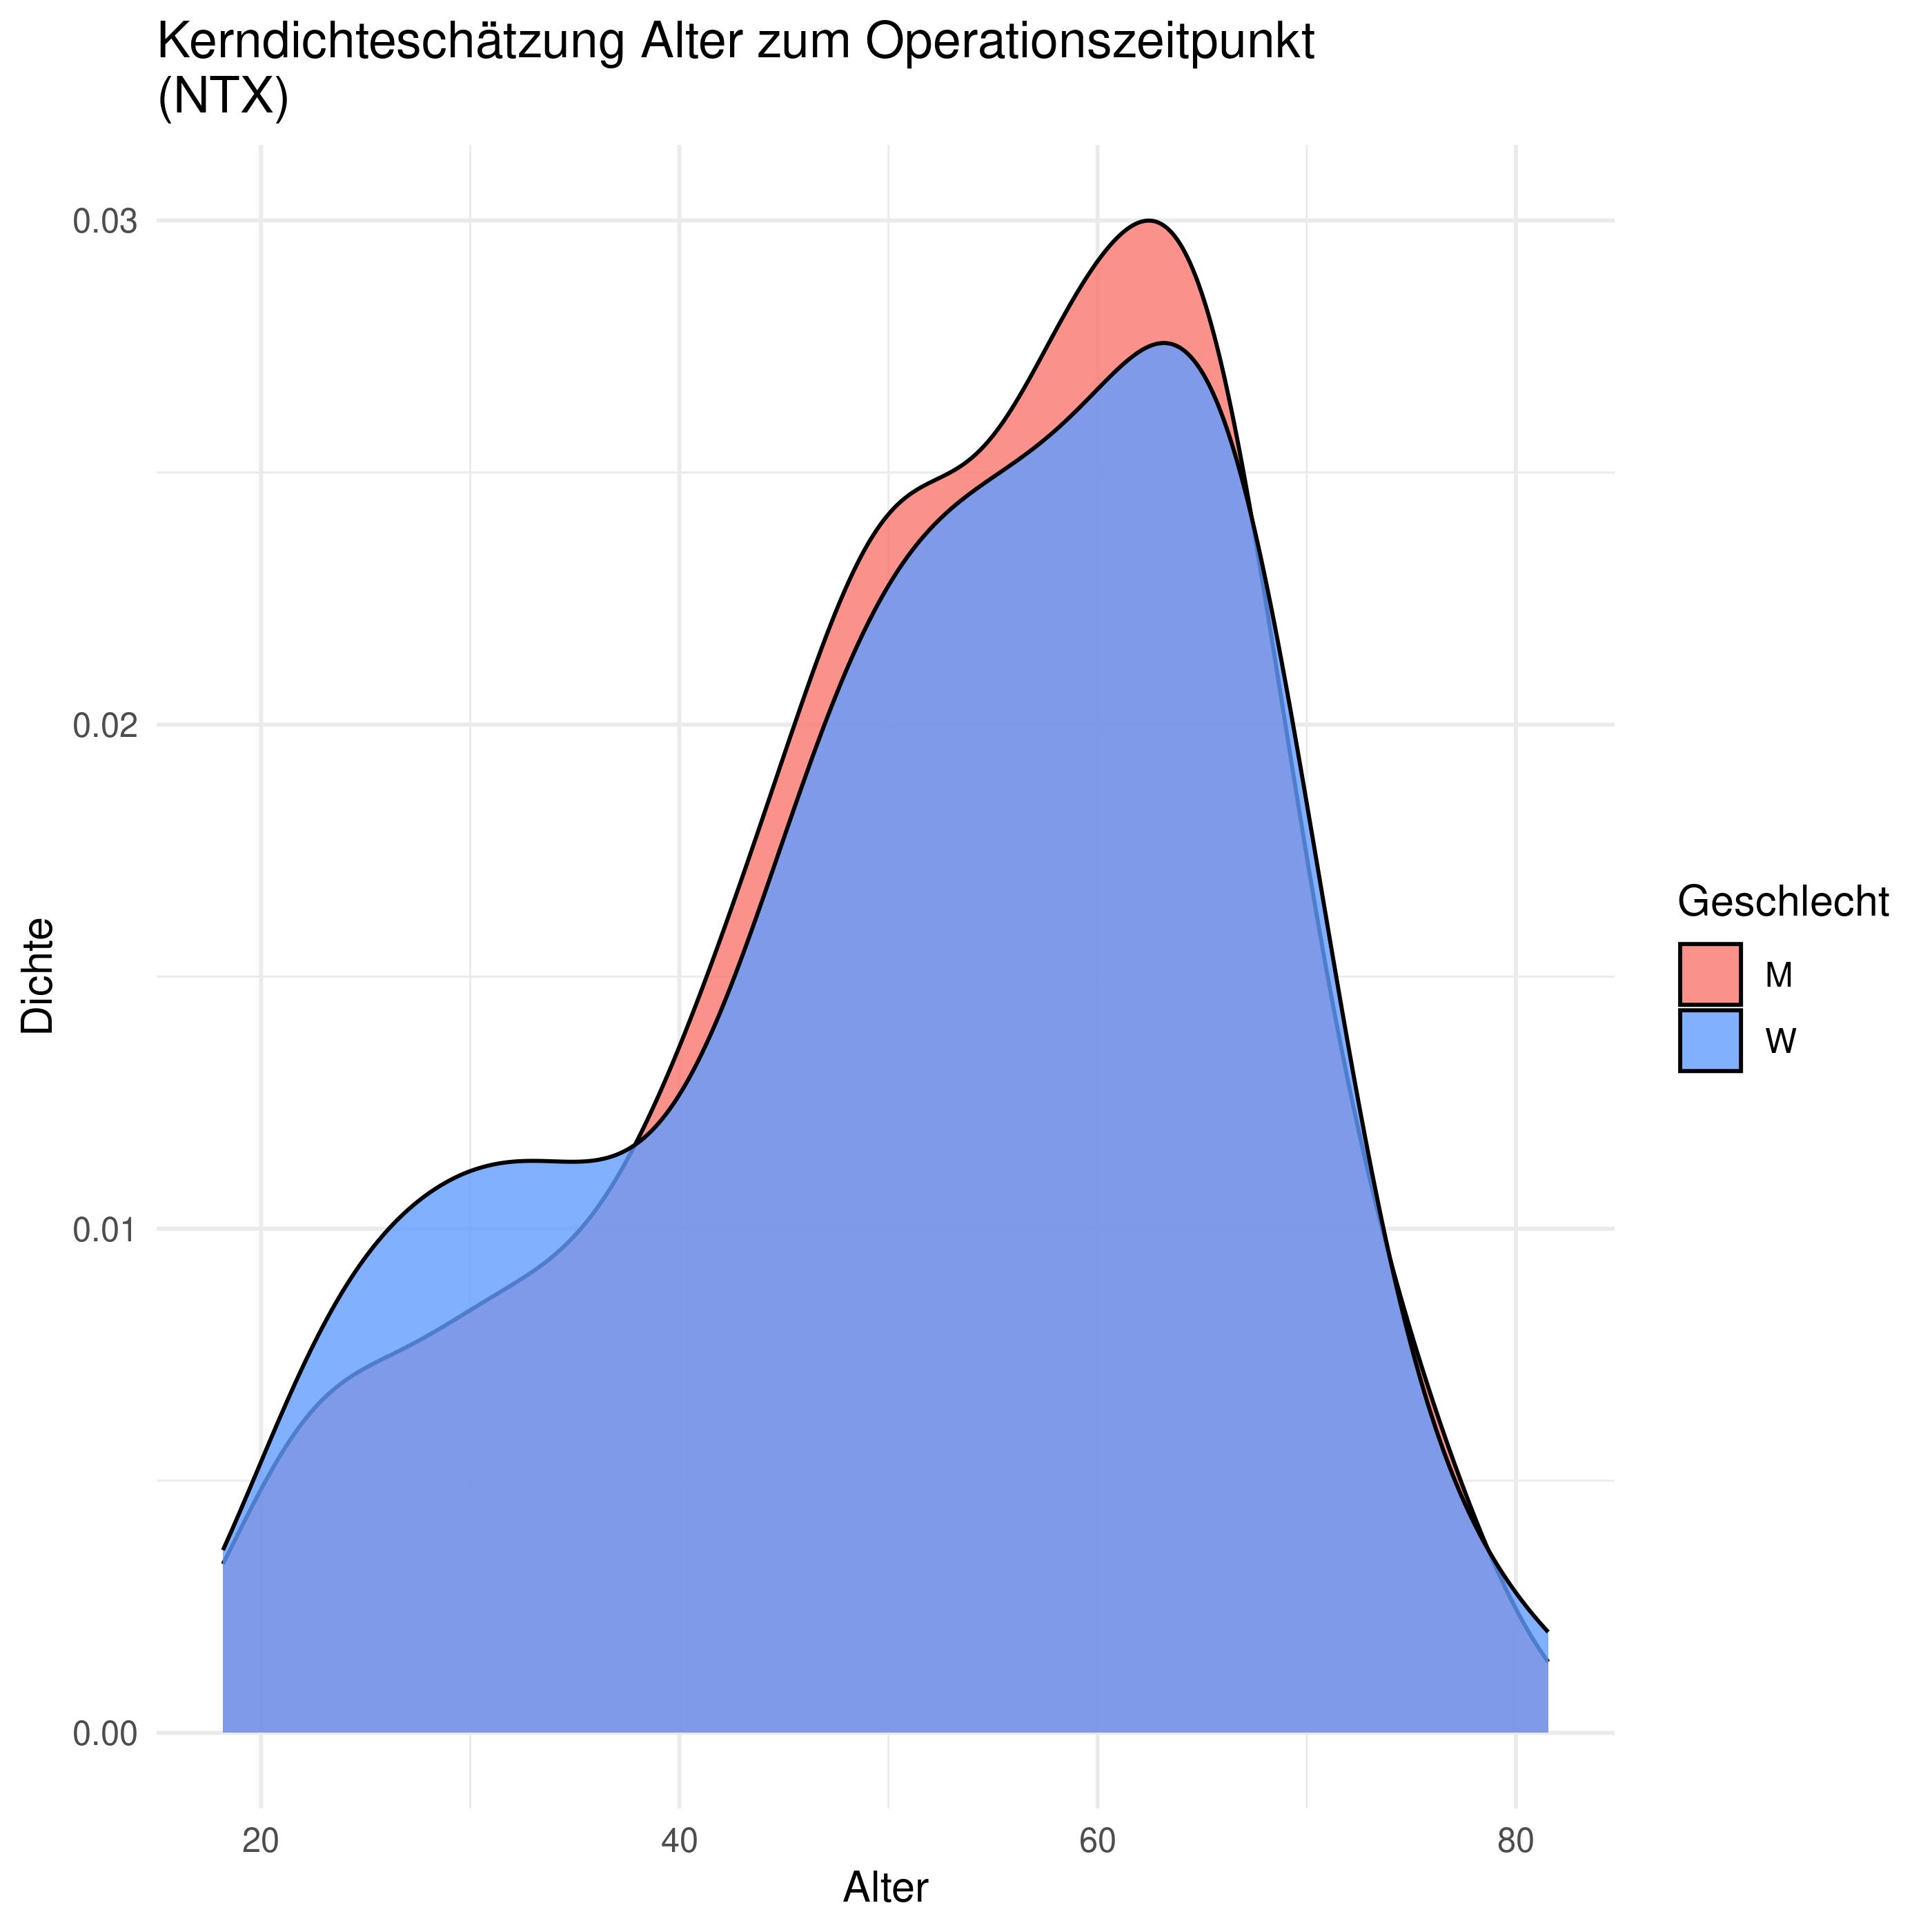 Kerndichteschätzung Alter zum Operationszeitpunkt
(NTX)
0.03
0.02
0.01
0.00
Dichte
20
40
60
80
Alter
Geschlecht
M
W